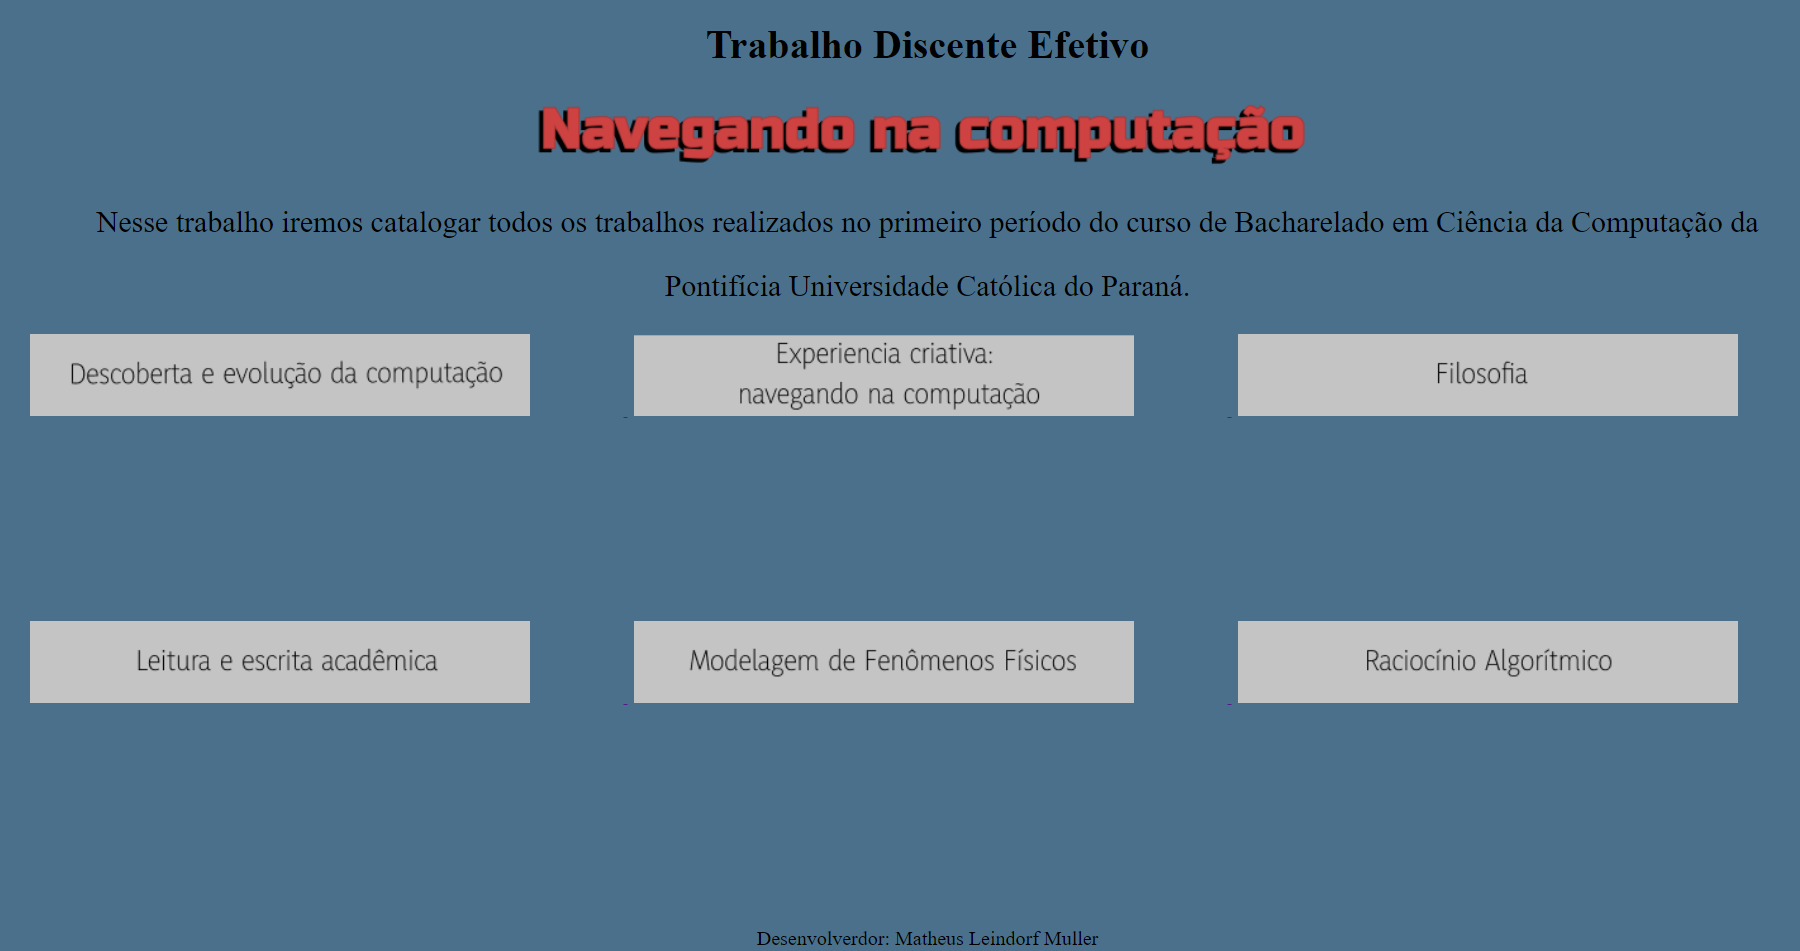 Trabalho Discente Efetivo
Navegando na computação
Nesse trabalho iremos catalogar todos os trabalhos realizados no primeiro período do curso de Bacharelado em Ciência da Computação da
Pontifícia Universidade Católica do Paraná.
Descoberta e evolução da computação
Experiencia criativa:
navegando na computação
Filosofia
Leitura e escrita acadêmica
Modelagem de Fenômenos Físicos
Raciocínio Algorítmico
Desenvolverdor: Matheus Leindorf Muller